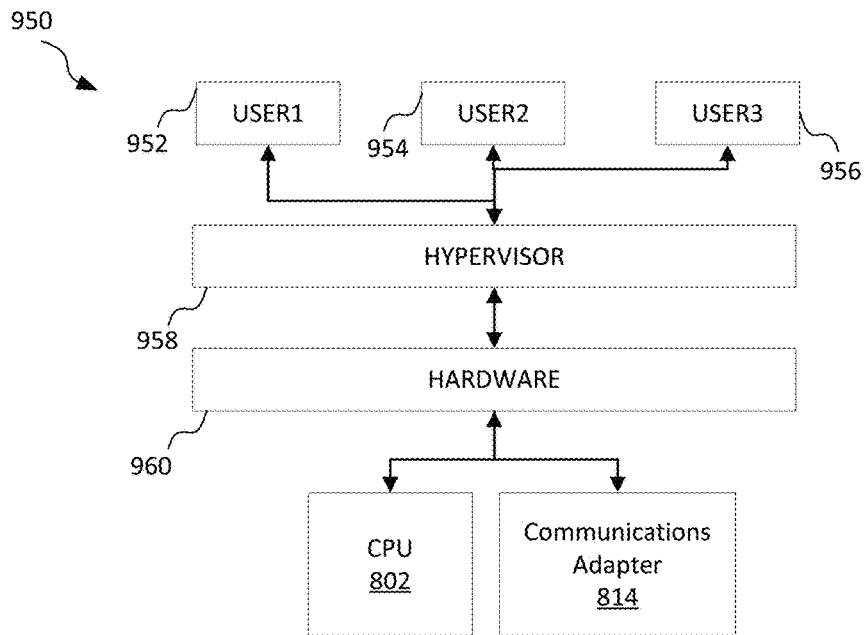 950
USER1
USER2
USER3
952
954
956
HYPERVISOR
958
HARDWARE
960
CPU
802
Communications
Adapter
814